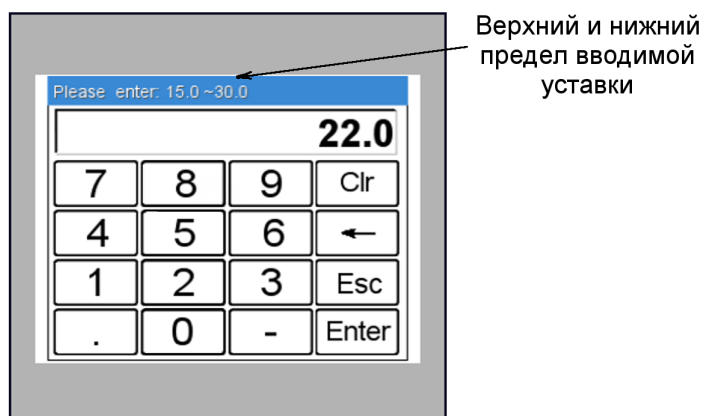 Верхний и нижний
предел вводимой
уставки
Please enter: 15.0 ~30.0
22.0
7 8 9 Clr
4 5 6 ←
1 2 3 Esc
. 0 - Enter